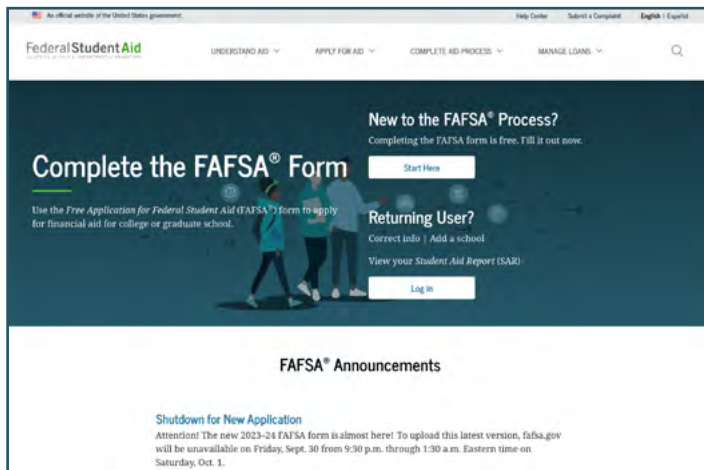 An official website of the United States government.
Help Center Submit a Complaint English | Español
Federal Student Aid
UNDERSTAND AID APPLY FOR AID COMPLETE AID PROCESS MANAGE LOANS
Complete the FAFSA® Form
Use the Free Application for Federal Student Aid (FAFSA®) form to apply
for financial aid for college or graduate school.
New to the FAFSA® Process?
Completing the FAFSA form is free. Fill it out now.
Start Here
Returning User?
Correct info | Add a school
View your Student Aid Report (SAR)
Log In
FAFSA® Announcements
Shutdown for New Application
Attention! The new 2023–24 FAFSA form is almost here! To upload this latest version, fafsa.gov
will be unavailable on Friday, Sept. 30 from 9:30 p.m. through 1:30 a.m. Eastern time on
Saturday, Oct. 1.